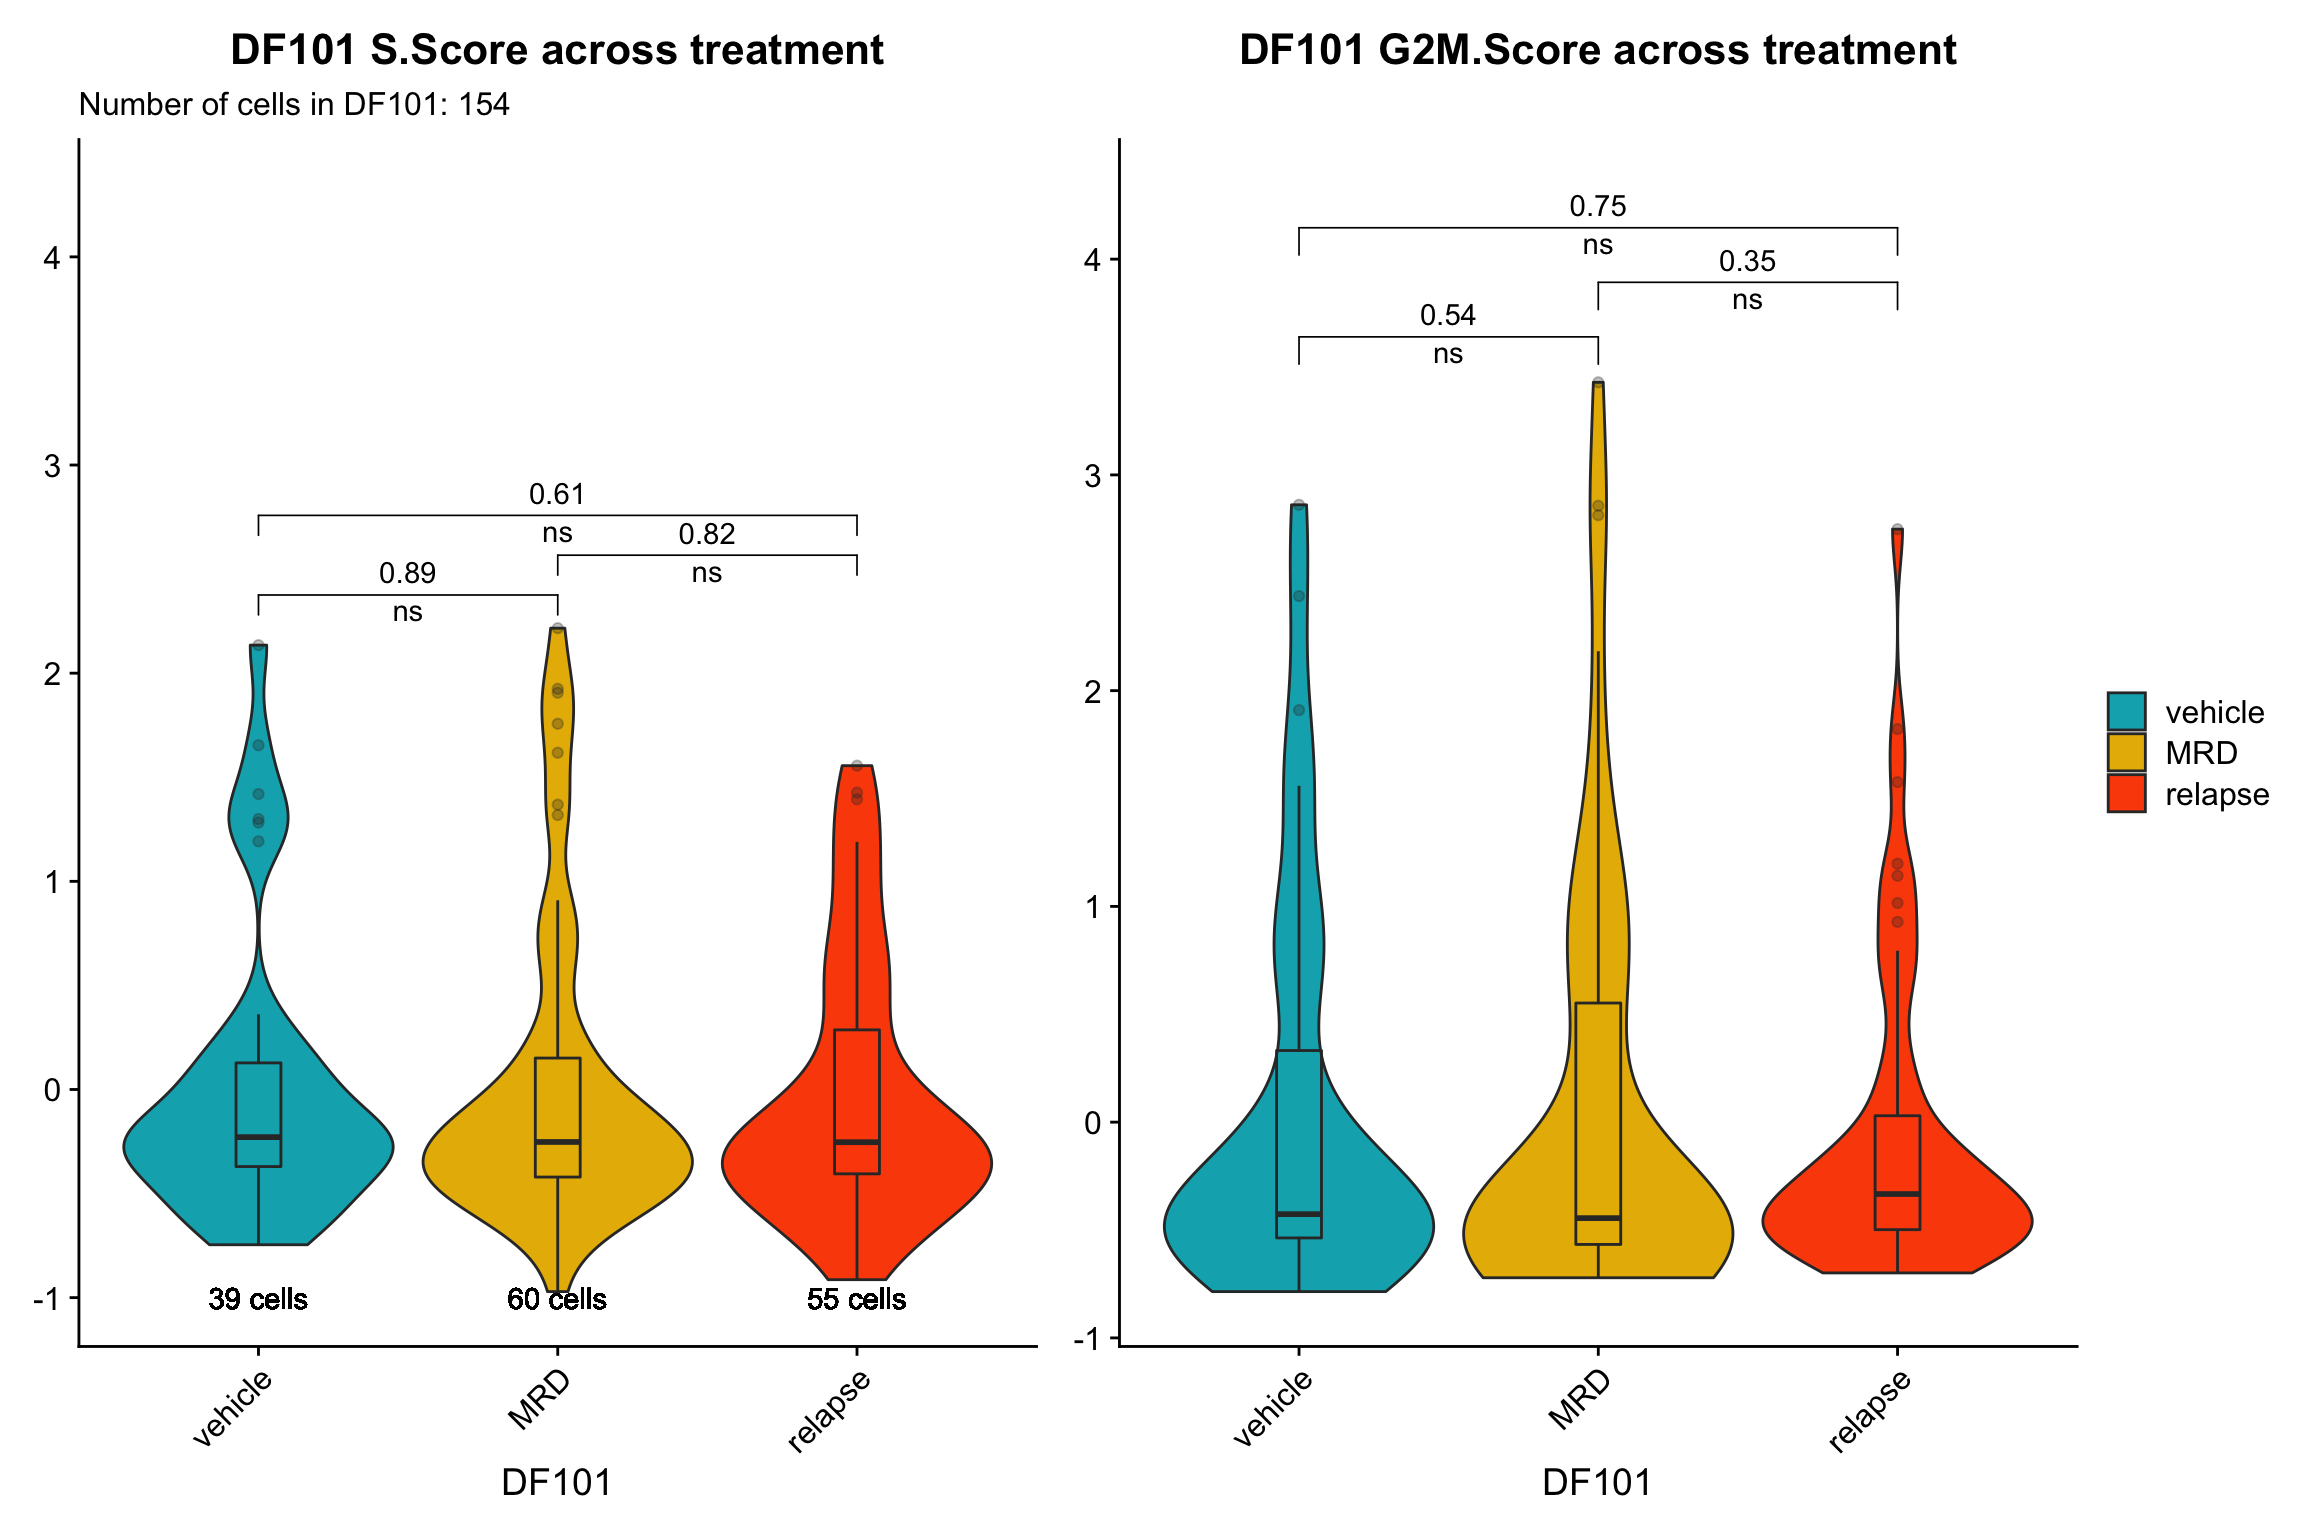 DF101 S.Score across treatment
Number of cells in DF101: 154
4
3
2
1
0
-1
0.61
ns
0.82
ns
0.89
ns
39 cells
60 cells
55 cells
vehicle
MRD
relapse
DF101
DF101 G2M.Score across treatment
4
3
2
1
0
-1
0.75
ns
0.35
ns
0.54
ns
vehicle
MRD
relapse
DF101
vehicle
MRD
relapse